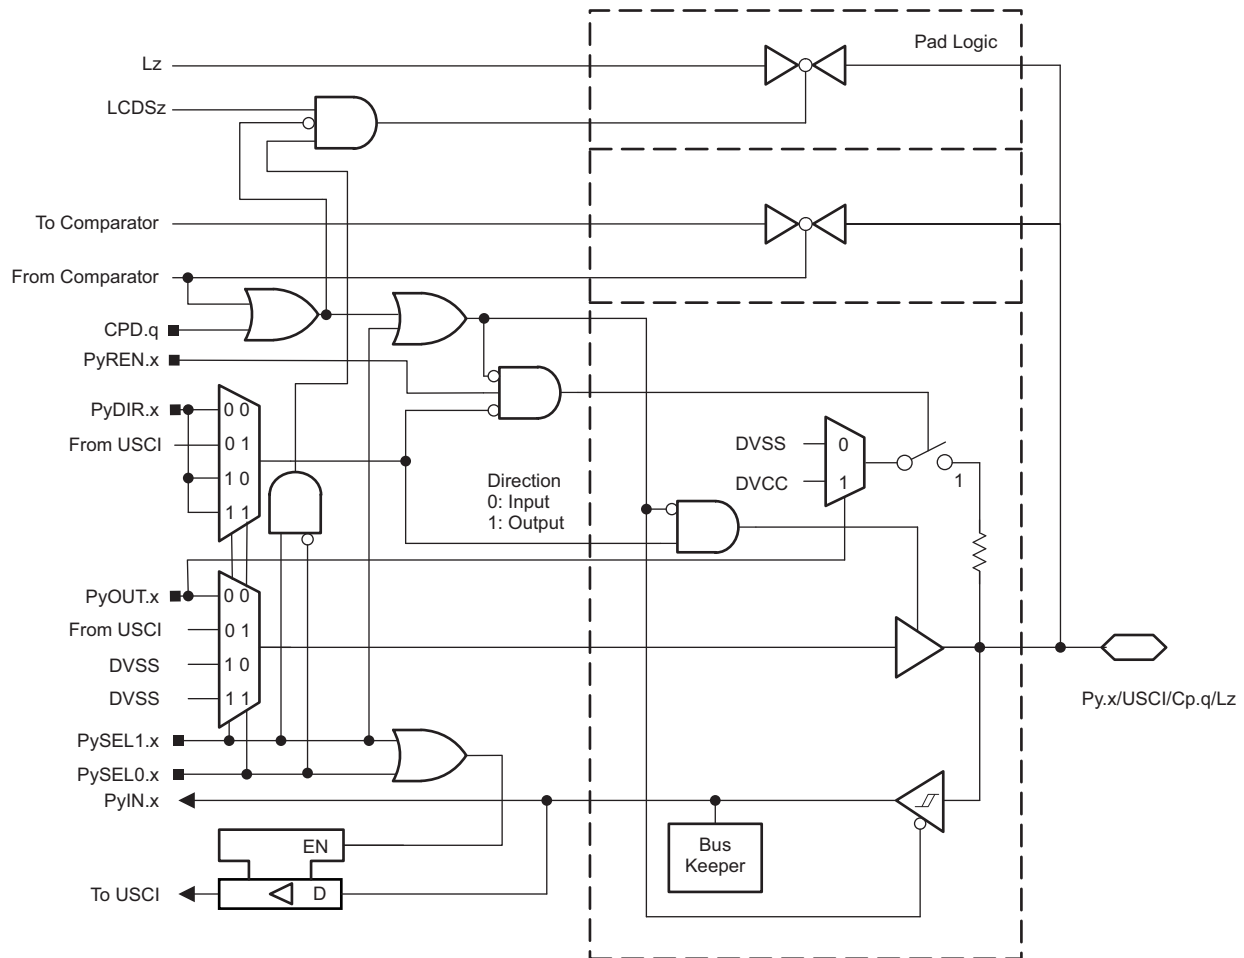 Pad Logic
Lz
LCDSz
To Comparator
From Comparator
CPD.q
PyREN.x
PyDIR.x
0 0
From USCI
0 1
1 0
1 1
Direction
0: Input
1: Output
DVSS
0
DVCC
1
1
PyOUT.x
0 0
From USCI
0 1
DVSS
1 0
DVSS
1 1
Py.x/USCI/Cp.q/Lz
PySEL1.x
PySEL0.x
PyIN.x
Bus
Keeper
EN
To USCI
D